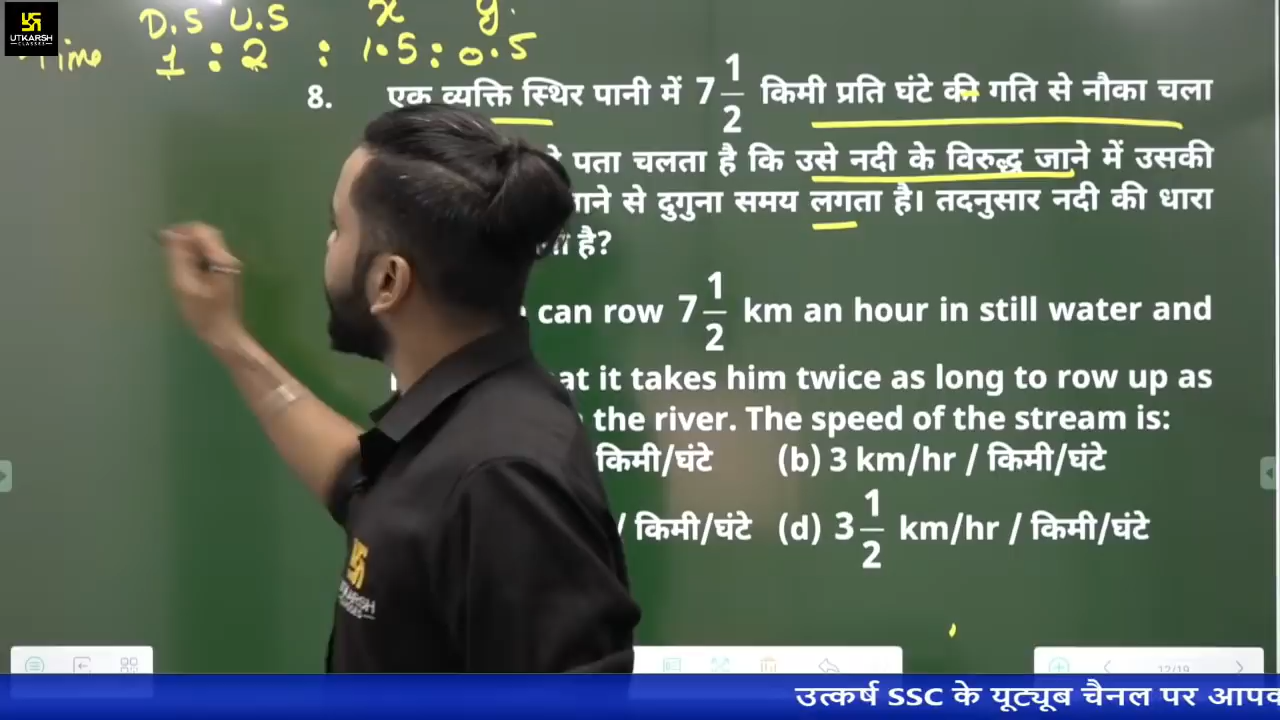 UTKARSH
CLASSES
D.S U.S x y.
Time 1 : 2 : 1.5 : 0.5
8. एक व्यक्ति स्थिर पानी में 7 1/2 किमी प्रति घंटे की गति से नौका चला
पता चलता है कि उसे नदी के विरुद्ध जाने में उसकी
से दुगुना समय लगता है। तदनुसार नदी की धारा
है?
can row 7 1/2 km an hour in still water and
it takes him twice as long to row up as
the river. The speed of the stream is:
किमी/घंटे (b) 3 km/hr / किमी/घंटे
/ किमी/घंटे (d) 3 1/2 km/hr / किमी/घंटे
12/19
उत्कर्ष SSC के यूट्यूब चैनल पर